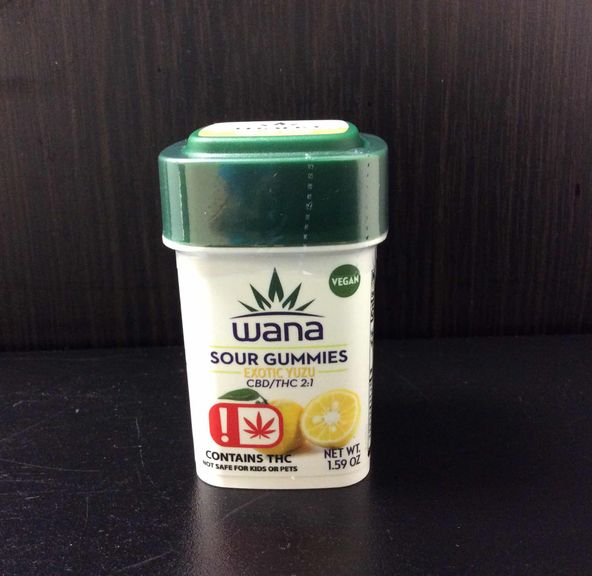 VEGAN
wana
SOUR GUMMIES
EXOTIC YUZU
CBD/THC 2:1
!
CONTAINS THC
NOT SAFE FOR KIDS OR PETS
NET WT.
1.59 OZ